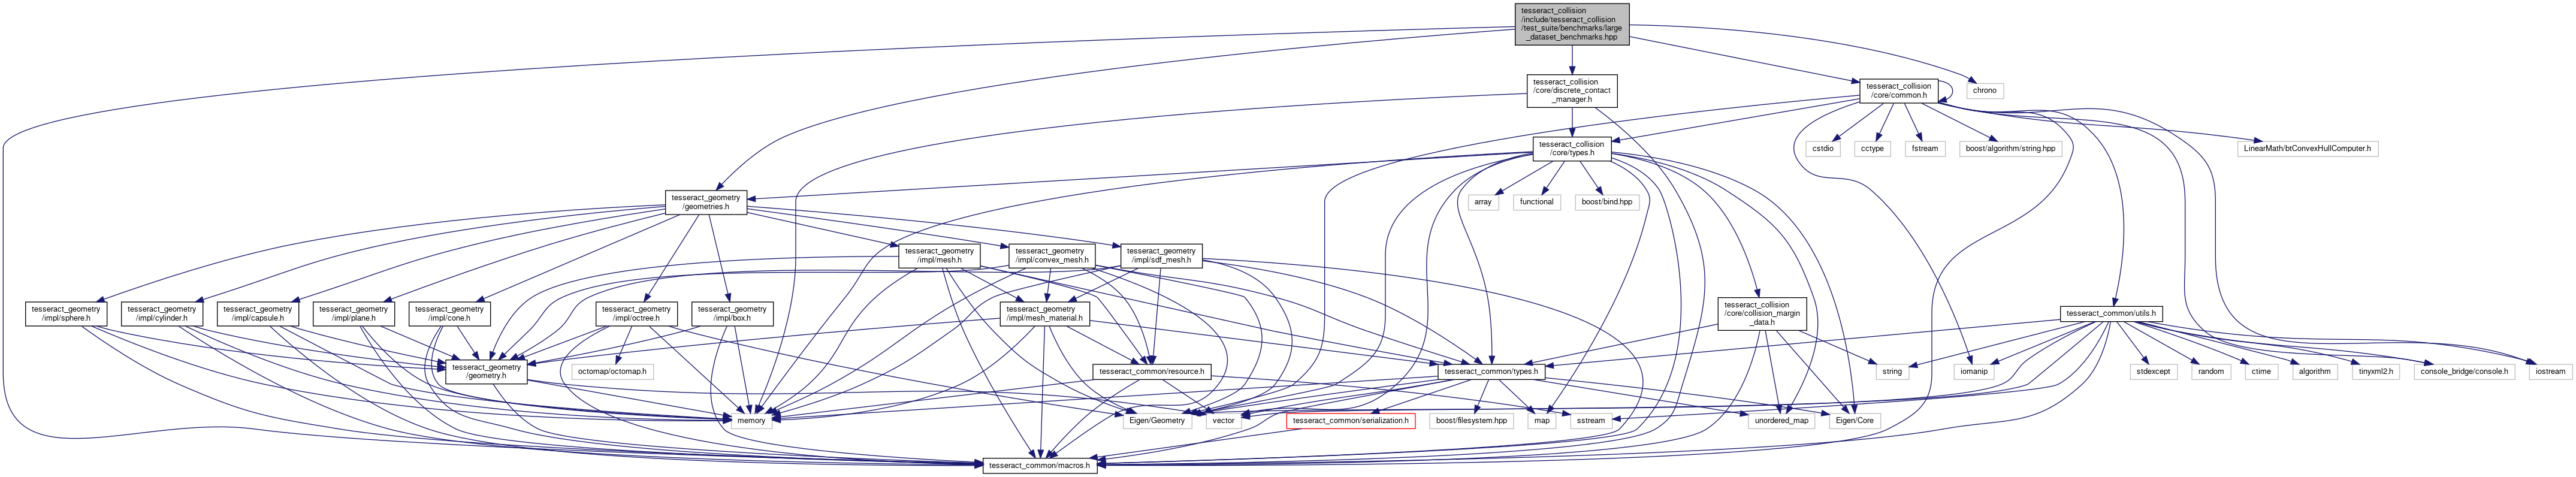 tesseract_collision
/include/tesseract_collision
/test_suite/benchmarks/large
_dataset_benchmarks.hpp
tesseract_collision
/core/discrete_contact
_manager.h
tesseract_collision
/core/common.h
chrono
tesseract_collision
/core/types.h
cstdio
cctype
fstream
boost/algorithm/string.hpp
LinearMath/btConvexHullComputer.h
tesseract_geometry
/geometries.h
array
functional
boost/bind.hpp
tesseract_geometry
/impl/mesh.h
tesseract_geometry
/impl/convex_mesh.h
tesseract_geometry
/impl/sdf_mesh.h
tesseract_geometry
/impl/sphere.h
tesseract_geometry
/impl/cylinder.h
tesseract_geometry
/impl/capsule.h
tesseract_geometry
/impl/plane.h
tesseract_geometry
/impl/cone.h
tesseract_geometry
/impl/octree.h
tesseract_geometry
/impl/box.h
tesseract_geometry
/impl/mesh_material.h
tesseract_collision
/core/collision_margin
_data.h
tesseract_common/utils.h
tesseract_geometry
/geometry.h
octomap/octomap.h
tesseract_common/resource.h
tesseract_common/types.h
string
iomanip
stdexcept
random
ctime
algorithm
tinyxml2.h
console_bridge/console.h
iostream
memory
Eigen/Geometry
vector
tesseract_common/serialization.h
boost/filesystem.hpp
map
sstream
unordered_map
Eigen/Core
tesseract_common/macros.h